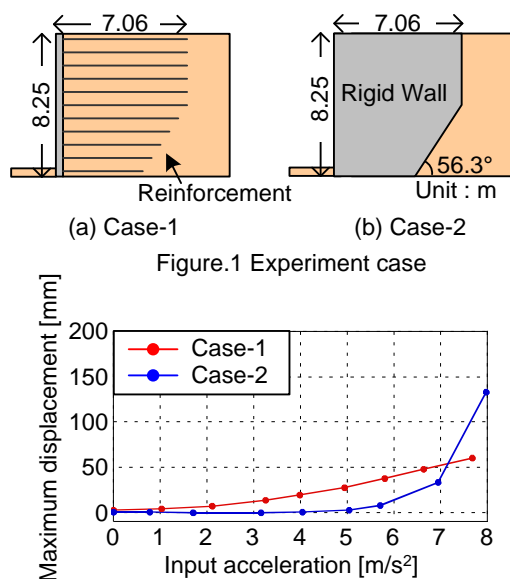 7.06
7.06
8.25
8.25
Rigid Wall
56.3°
Reinforcement
Unit : m
(a) Case-1
(b) Case-2
Figure.1 Experiment case
Maximum displacement [mm]
200
150
100
50
0
Case-1
Case-2
0 1 2 3 4 5 6 7 8
Input acceleration [m/s²]